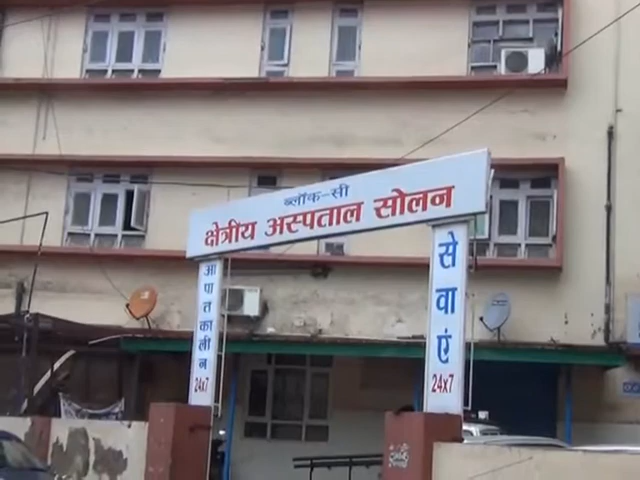 ब्लॉक-सी
क्षेत्रीय अस्पताल सोलन
आपातकालीन
24x7
सेवाएं
24x7